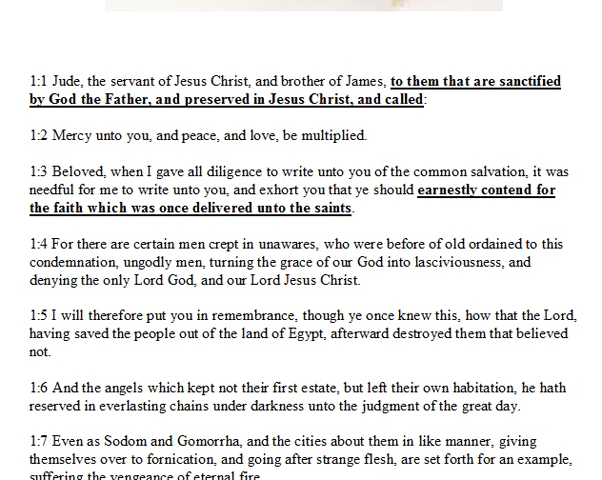 1:1 Jude, the servant of Jesus Christ, and brother of James, to them that are sanctified
by God the Father, and preserved in Jesus Christ, and called:
1:2 Mercy unto you, and peace, and love, be multiplied.
1:3 Beloved, when I gave all diligence to write unto you of the common salvation, it was
needful for me to write unto you, and exhort you that ye should earnestly contend for
the faith which was once delivered unto the saints.
1:4 For there are certain men crept in unawares, who were before of old ordained to this
condemnation, ungodly men, turning the grace of our God into lasciviousness, and
denying the only Lord God, and our Lord Jesus Christ.
1:5 I will therefore put you in remembrance, though ye once knew this, how that the Lord,
having saved the people out of the land of Egypt, afterward destroyed them that believed
not.
1:6 And the angels which kept not their first estate, but left their own habitation, he hath
reserved in everlasting chains under darkness unto the judgment of the great day.
1:7 Even as Sodom and Gomorrha, and the cities about them in like manner, giving
themselves over to fornication, and going after strange flesh, are set forth for an example,
suffering the vengeance of eternal fire.